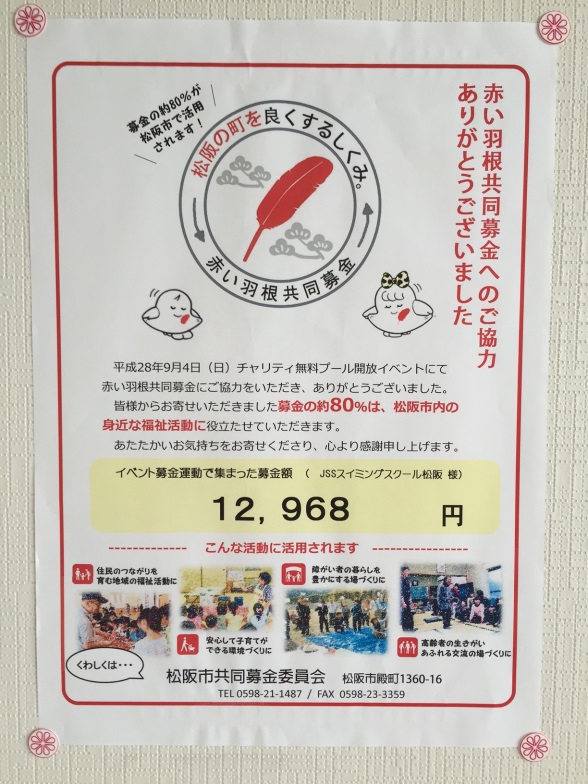 赤い羽根共同募金へのご協力
ありがとうございました
募金の約80%が
松阪市で活用
されます！
松阪の町を良くするしくみ。
赤い羽根共同募金
平成28年9月4日（日）チャリティ無料プール開放イベントにて
赤い羽根共同募金にご協力をいただき、ありがとうございました。
皆様からお寄せいただきました募金の約80%は、松阪市内の
身近な福祉活動に役立たせていただきます。
あたたかいお気持ちをお寄せくださり、心より感謝申し上げます。
イベント募金運動で集まった募金額　（　JSSスイミングスクール松阪 様）
12, 968　円
こんな活動に活用されます
住民のつながりを
育む地域の福祉活動に
安心して子育てが
できる環境づくりに
障がい者の暮らしを
豊かにする場づくりに
高齢者の生きがい
あふれる交流の場づくりに
くわしくは・・・
松阪市共同募金委員会　松阪市殿町1360-16
TEL 0598-21-1487 / FAX 0598-23-3359